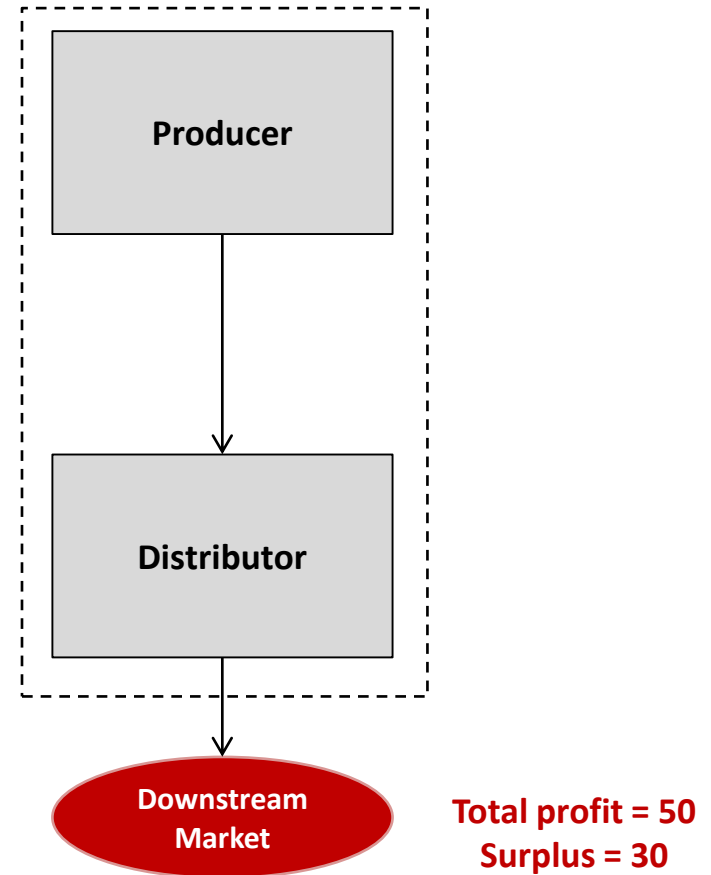 Producer
Distributor
Downstream
Market
Total profit = 50
Surplus = 30